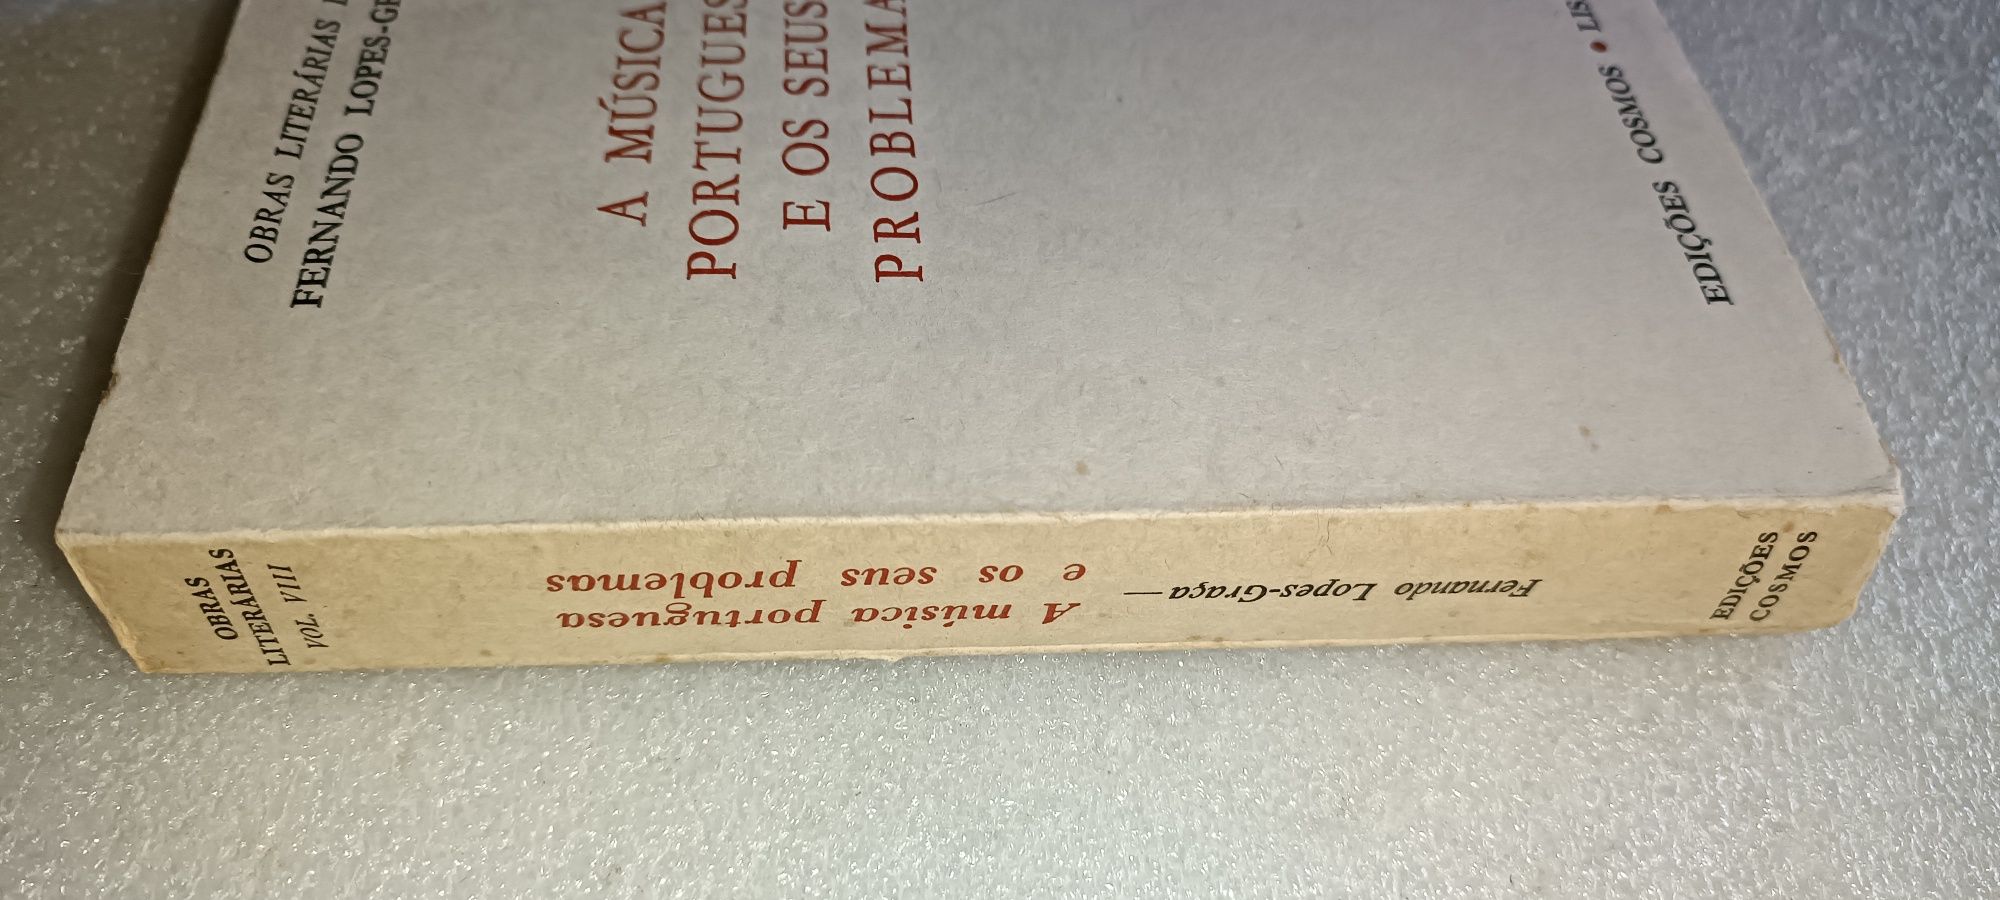 OBRAS LITERÁRIAS
FERNANDO
A MÚSICA
E OS SEUS
EDIÇÕES COSMOS •
OBRAS
LITERÁRIAS
VOL. VIII
A música portuguesa
e os seus problemas
Fernando Lopes-Graça —
EDIÇÕES
COSMOS